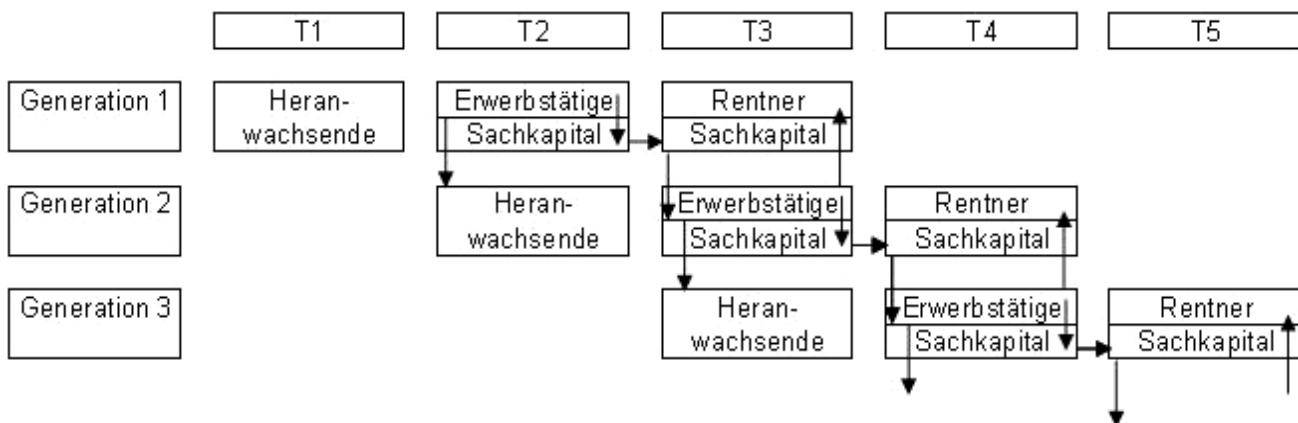 T1 T2 T3 T4 T5
Generation 1 Heran- Erwerbstätige Rentner
wachsende Sachkapital Sachkapital
Generation 2 Heran- Erwerbstätige Rentner
wachsende Sachkapital Sachkapital
Generation 3 Heran- Erwerbstätige Rentner
wachsende Sachkapital Sachkapital